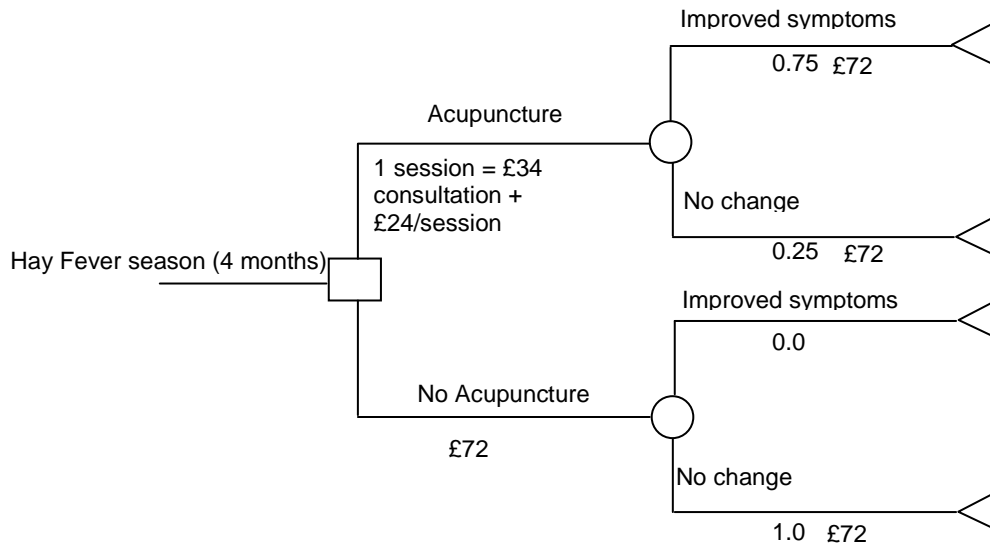 Improved symptoms
0.75 £72
Acupuncture
1 session = £34
consultation +
£24/session
No change
0.25 £72
Hay Fever season (4 months)
Improved symptoms
0.0
No Acupuncture
£72
No change
1.0 £72